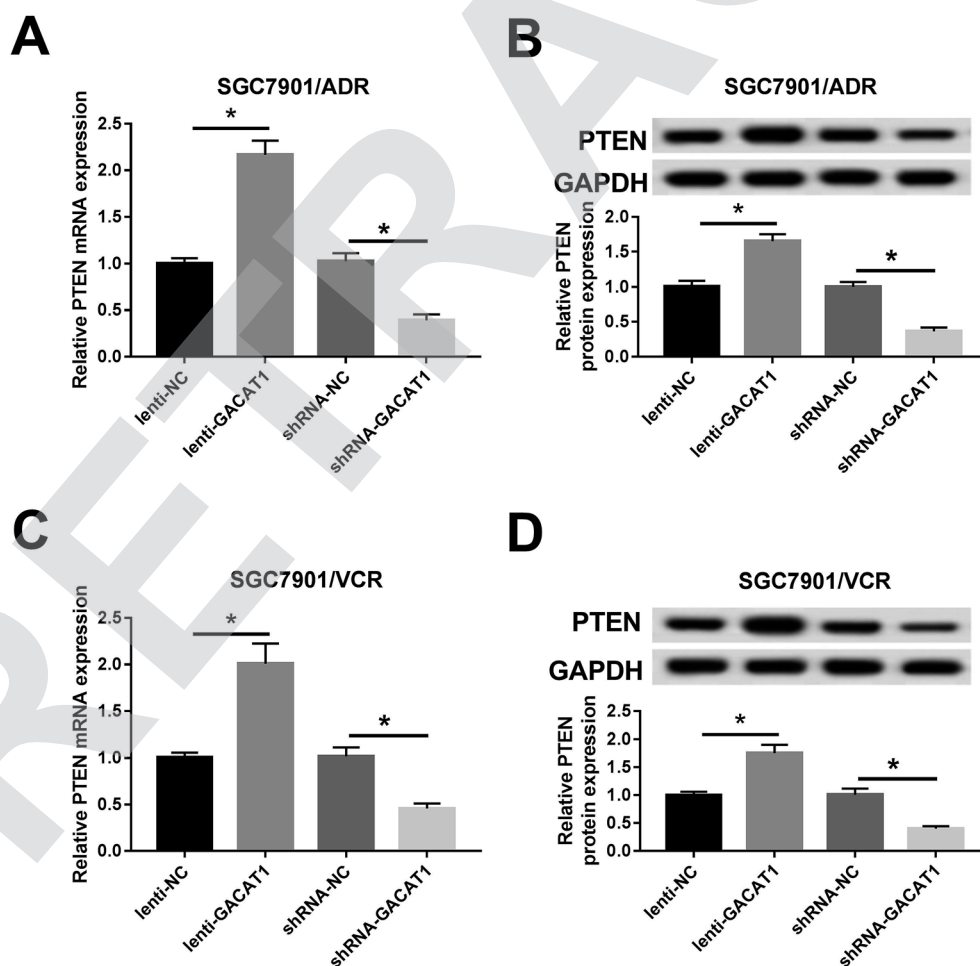 A
SGC7901/ADR
Relative PTEN mRNA expression
2.5
2.0
1.5
1.0
0.5
0.0
*
*
lenti-NC
lenti-GACAT1
shRNA-NC
shRNA-GACAT1
B
SGC7901/ADR
PTEN
GAPDH
Relative PTEN
protein expression
2.0
1.5
1.0
0.5
0.0
*
*
lenti-NC
lenti-GACAT1
shRNA-NC
shRNA-GACAT1
C
SGC7901/VCR
Relative PTEN mRNA expression
2.5
2.0
1.5
1.0
0.5
0.0
*
*
lenti-NC
lenti-GACAT1
shRNA-NC
shRNA-GACAT1
D
SGC7901/VCR
PTEN
GAPDH
Relative PTEN
protein expression
2.5
2.0
1.5
1.0
0.5
0.0
*
*
lenti-NC
lenti-GACAT1
shRNA-NC
shRNA-GACAT1
RETRAC